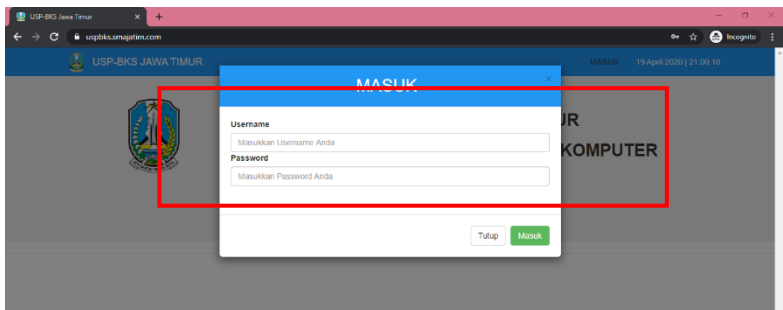 USP-BKS Jawa Timur
uspbks.smajatim.com
Incognito
USP-BKS JAWA TIMUR
MASUK
19 April 2020 | 21:00:10
MASUK
UR
KOMPUTER
Username
Masukkan Username Anda
Password
Masukkan Password Anda
Tutup
Masuk